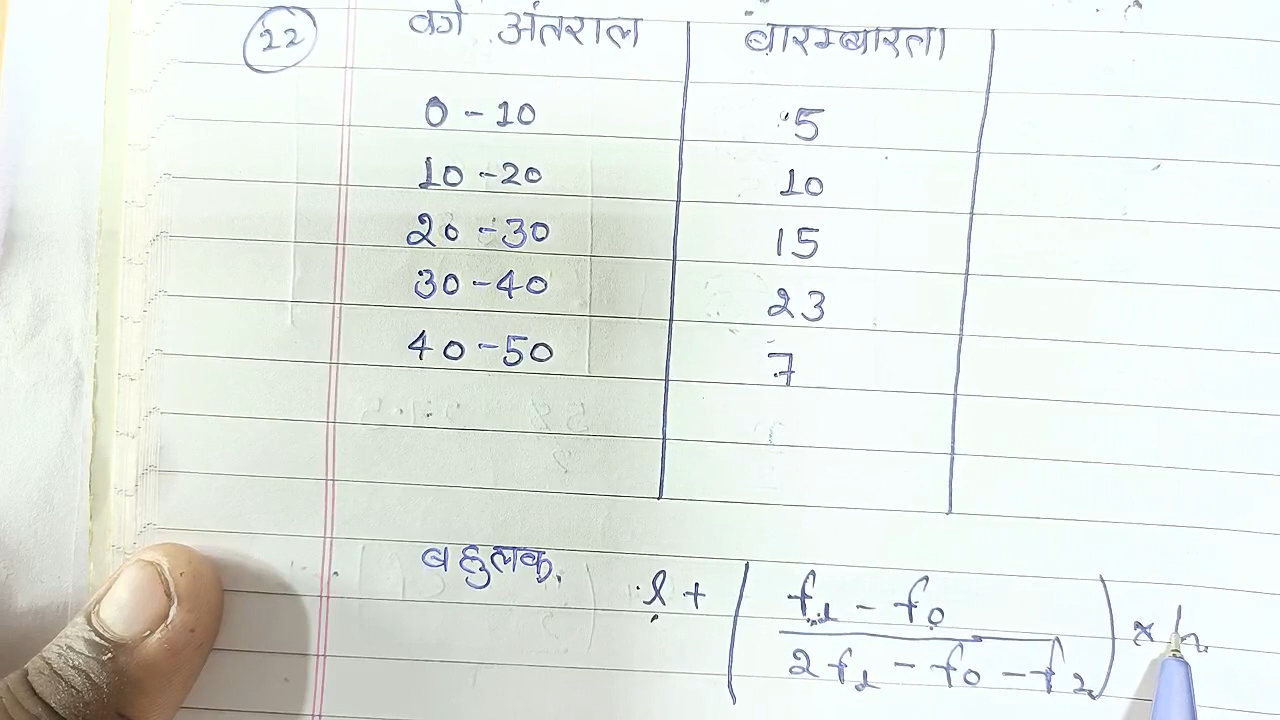 22 वर्ग अंतराल बारम्बारता
0 - 10 5
10 - 20 10
20 - 30 15
30 - 40 23
40 - 50 7
बहुलक. l + ( f1 - f0 / 2f1 - f0 - f2 ) × h